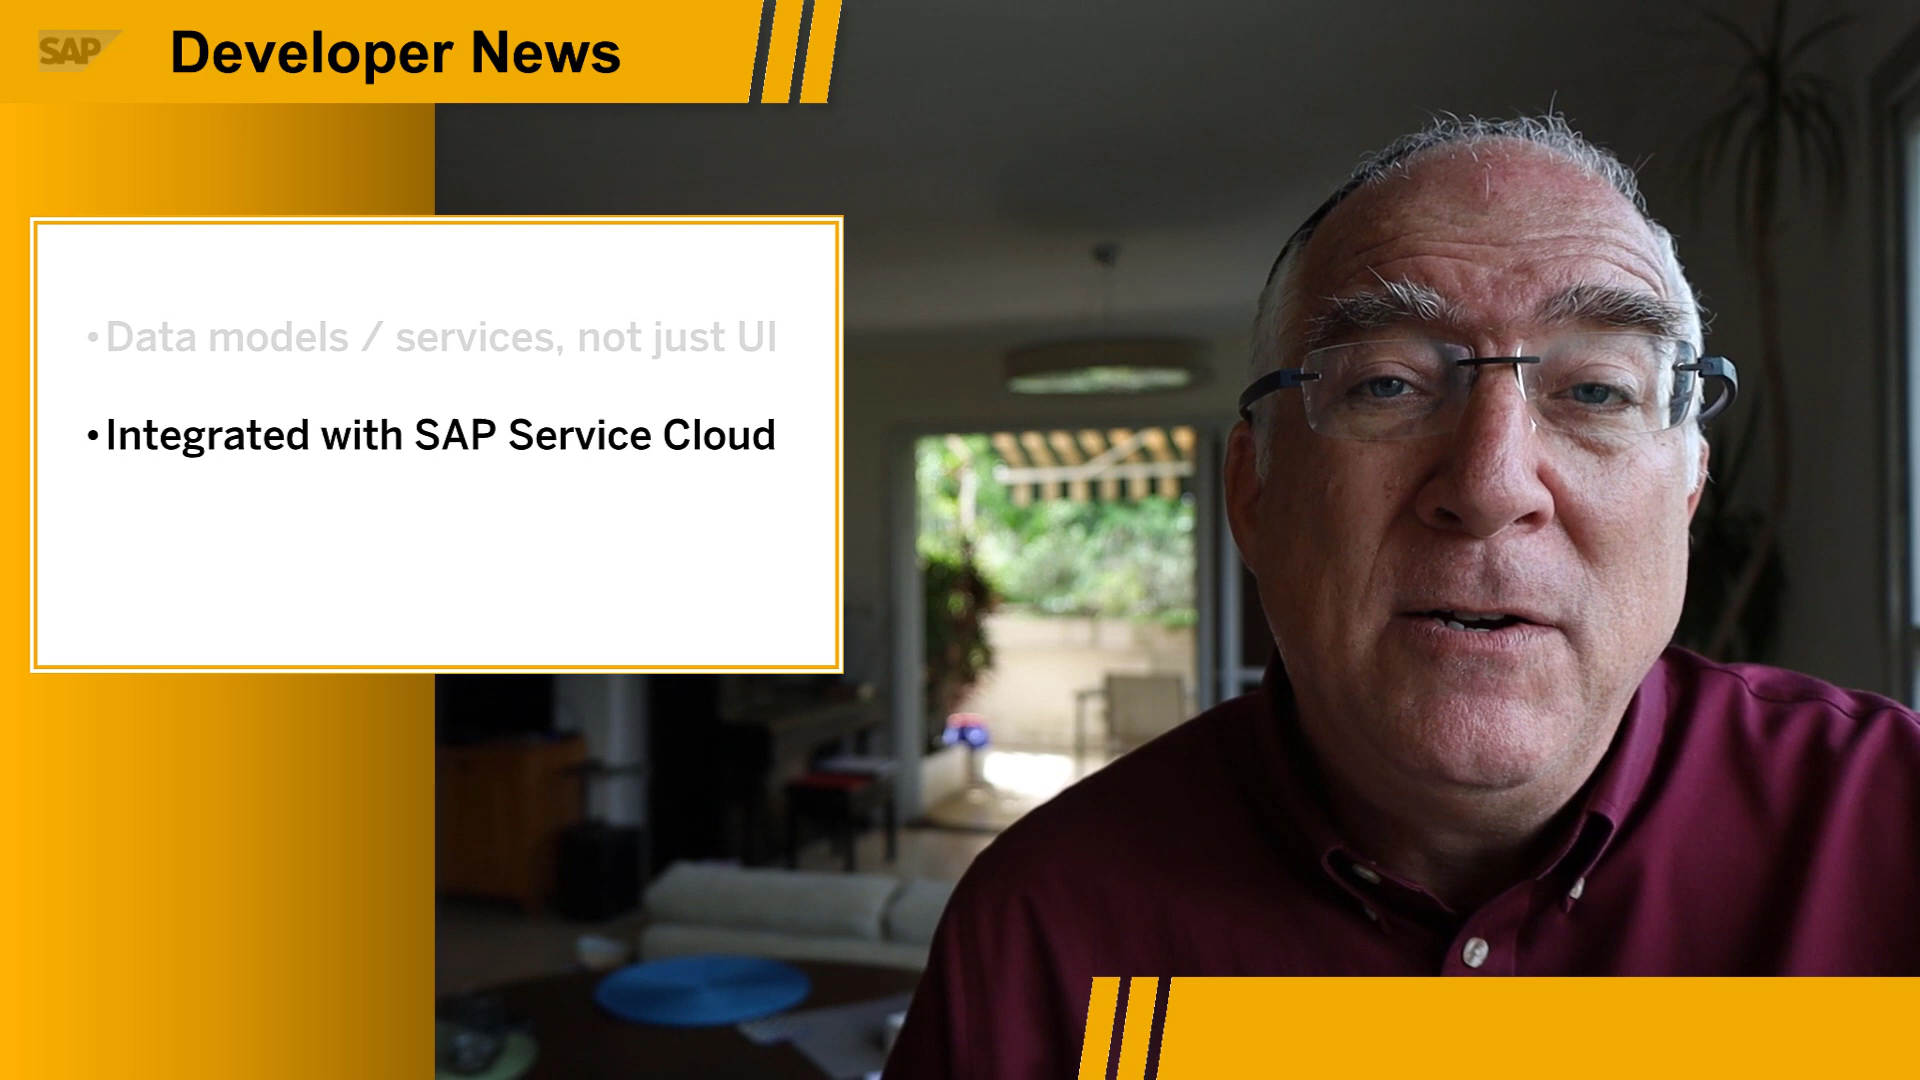 SAP
Developer News
•Data models / services, not just UI
•Integrated with SAP Service Cloud